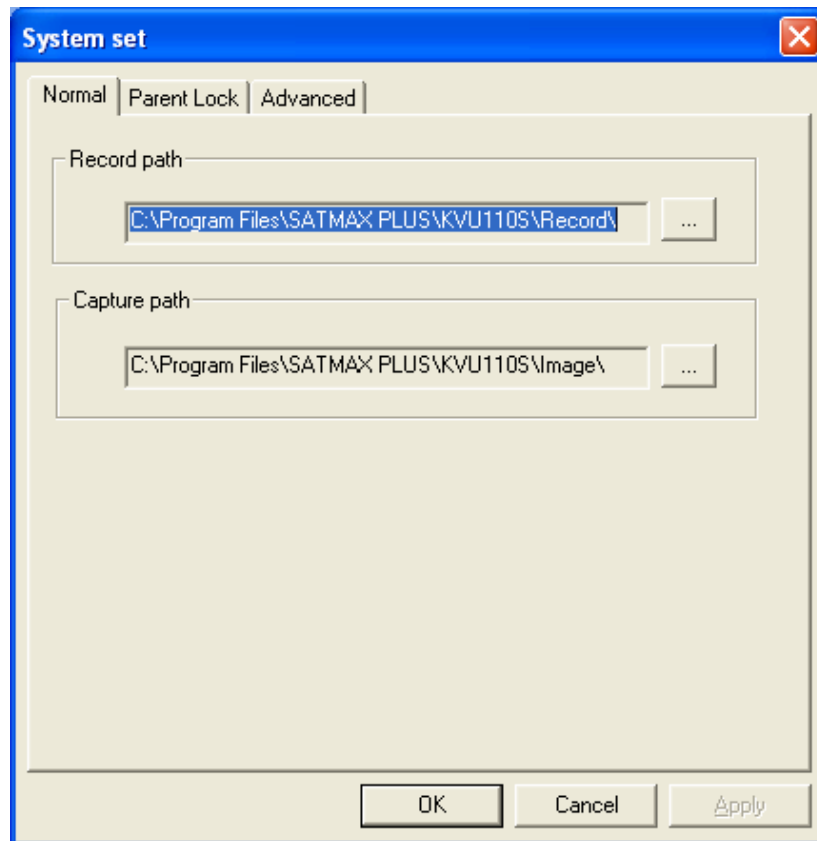 System set
Normal Parent Lock Advanced
Record path
C:\Program Files\SATMAX PLUS\KVU110S\Record\ ...
Capture path
C:\Program Files\SATMAX PLUS\KVU110S\Image\ ...
OK Cancel Apply